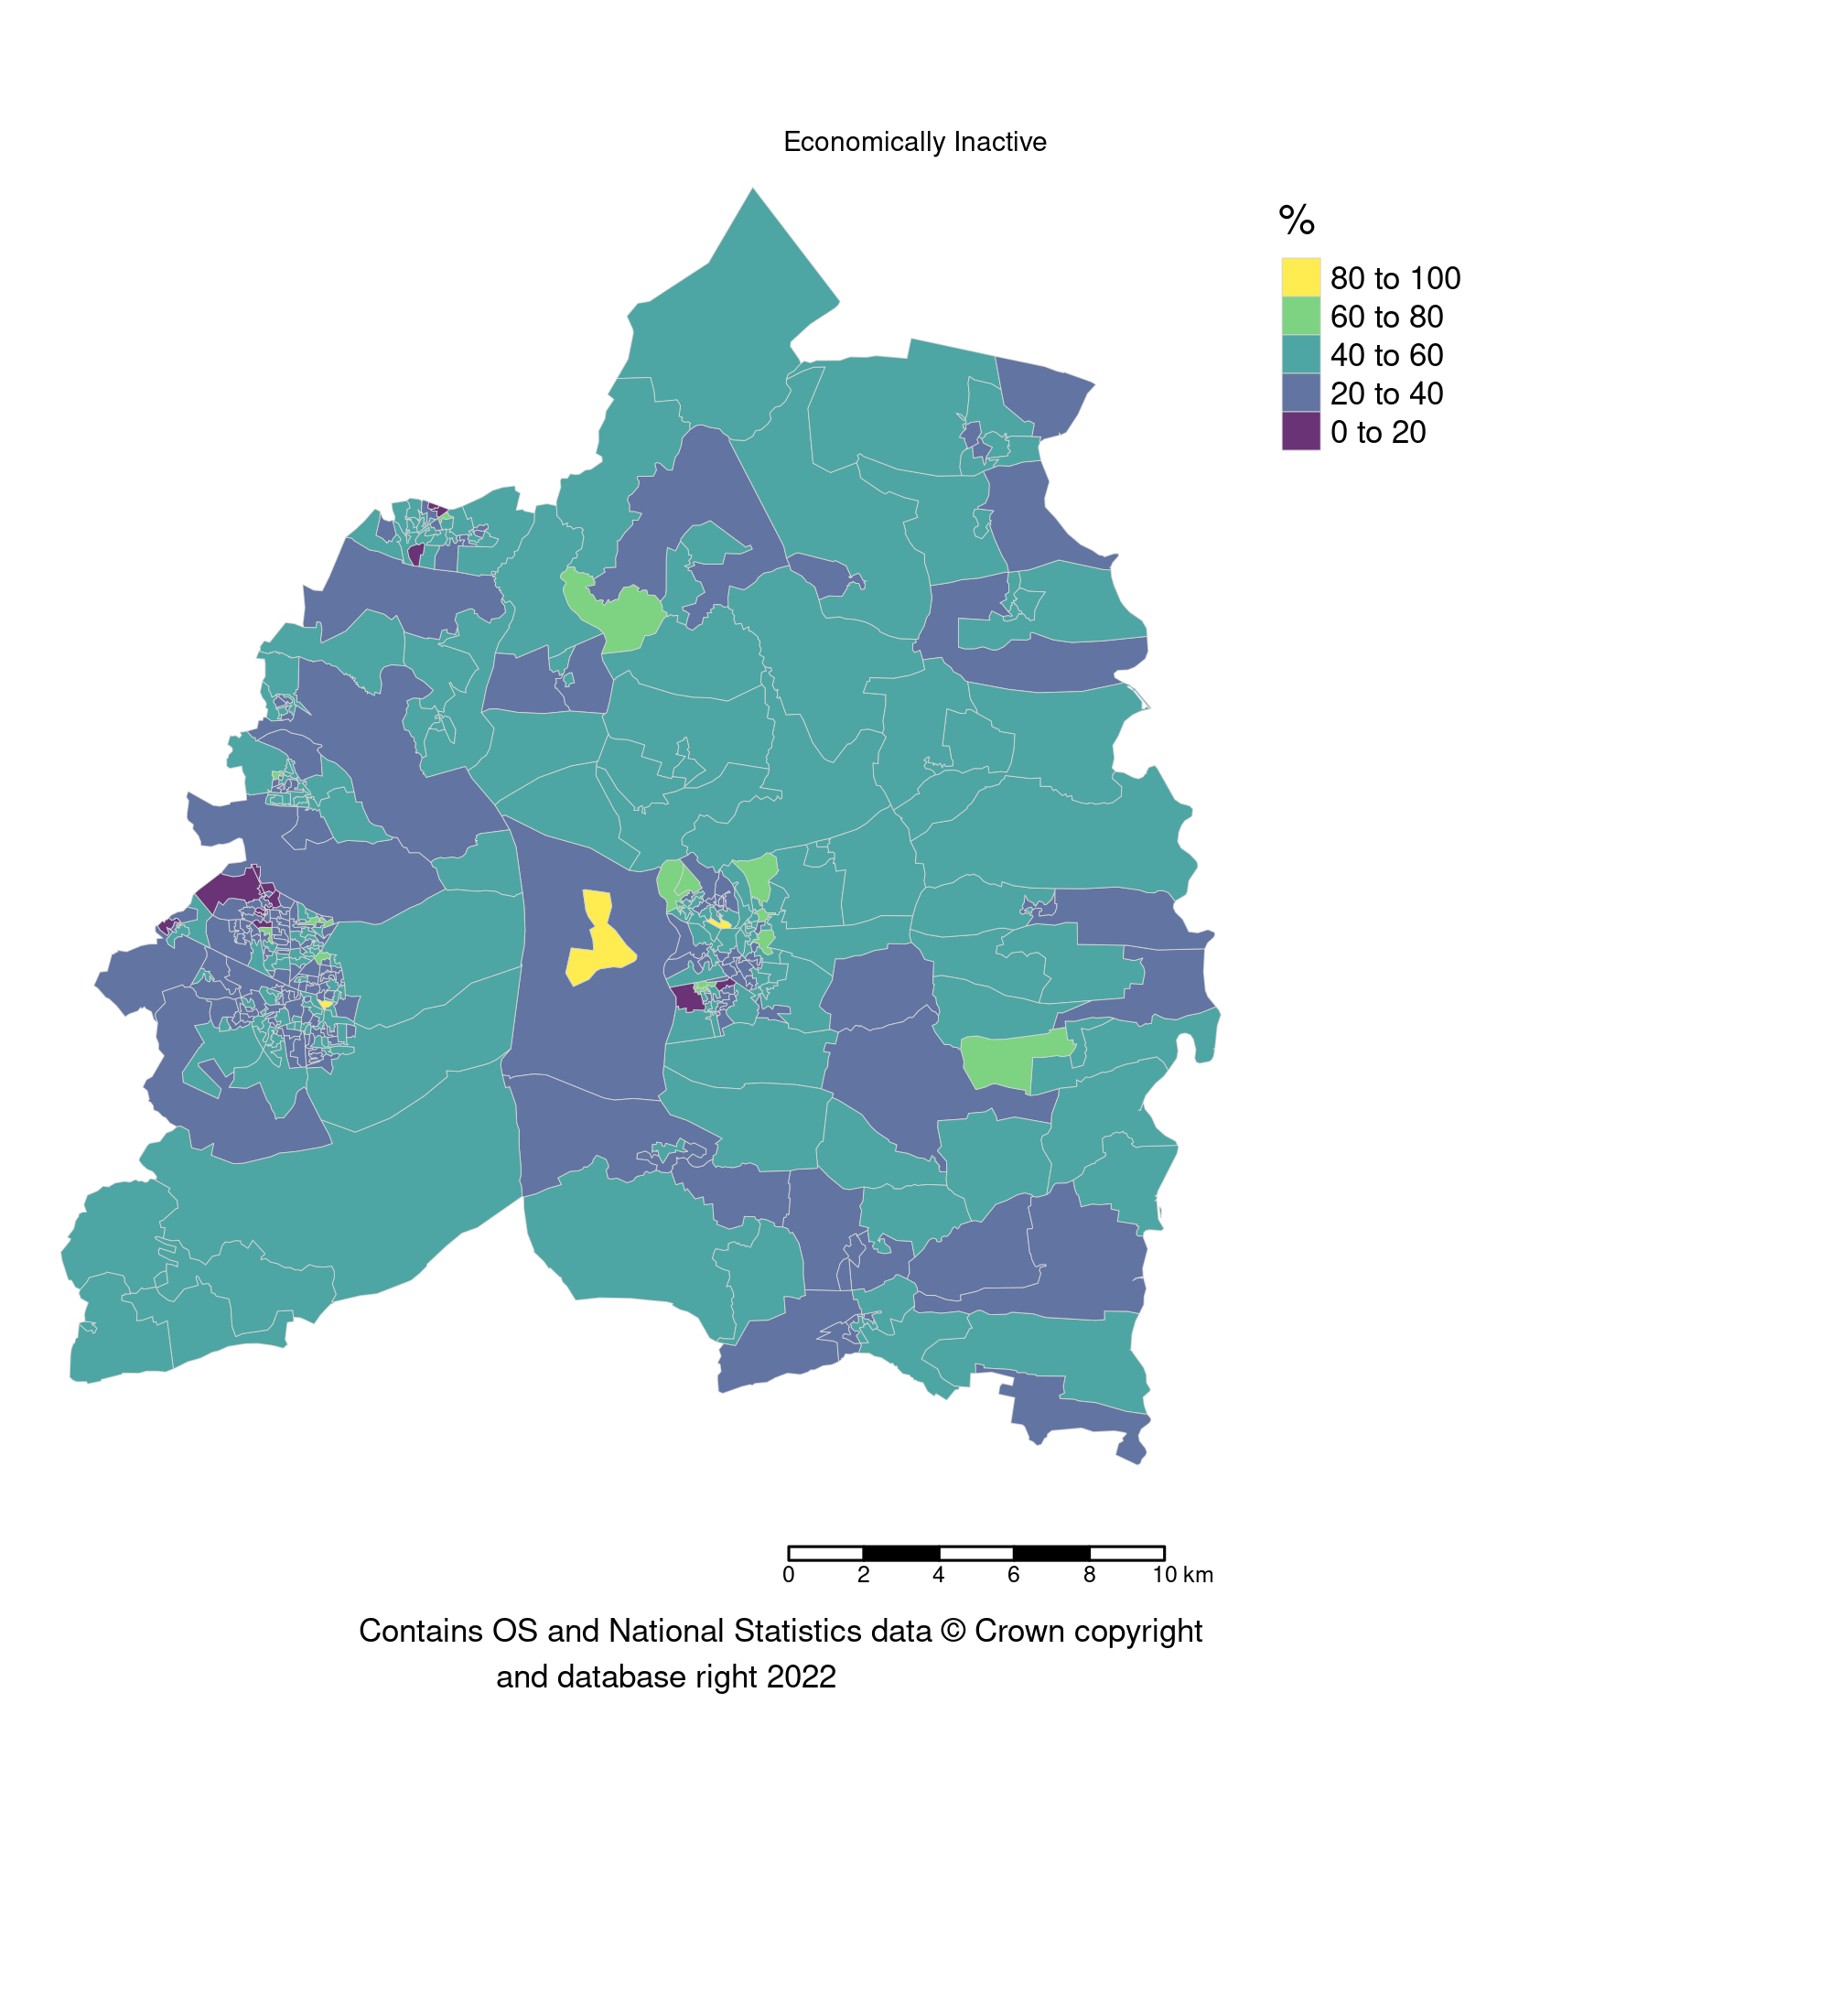 Economically Inactive
%
80 to 100
60 to 80
40 to 60
20 to 40
0 to 20
0 2 4 6 8 10 km
Contains OS and National Statistics data © Crown copyright
and database right 2022